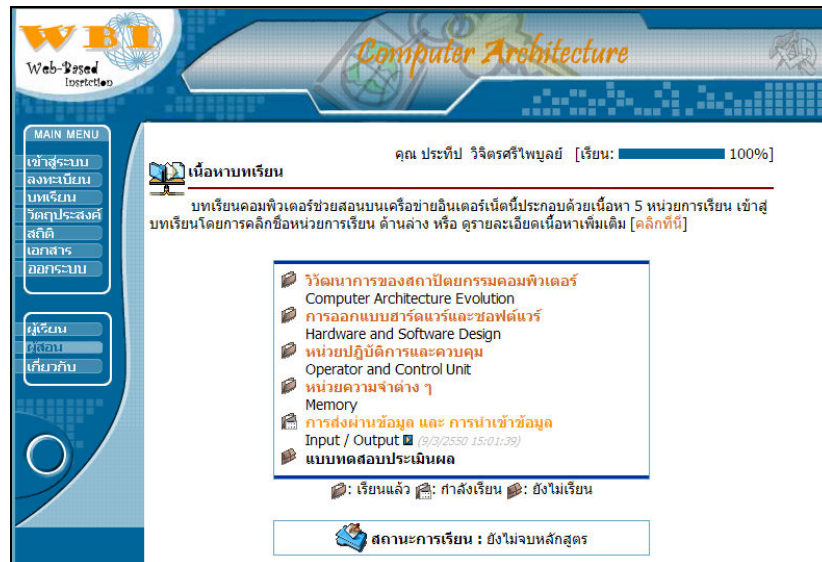 WBI
Web-Based
Insrtction
Computer Architecture
MAIN MENU
เข้าสู่ระบบ
ลงทะเบียน
บทเรียน
วัตถุประสงค์
สถิติ
เอกสาร
ออกระบบ
ผู้เรียน
ผู้สอน
เกี่ยวกับ
คุณ ประทีป วิจิตรศรีไพบูลย์ [เรียน: 100%]
เนื้อหาบทเรียน
บทเรียนคอมพิวเตอร์ช่วยสอนบนเครือข่ายอินเตอร์เน็ตนี้ประกอบด้วยเนื้อหา 5 หน่วยการเรียน เข้าสู่
บทเรียนโดยการคลิกชื่อหน่วยการเรียน ด้านล่าง หรือ ดูรายละเอียดเนื้อหาเพิ่มเติม [คลิกที่นี่]
วิวัฒนาการของสถาปัตยกรรมคอมพิวเตอร์
Computer Architecture Evolution
การออกแบบฮาร์ดแวร์และซอฟต์แวร์
Hardware and Software Design
หน่วยปฏิบัติการและควบคุม
Operator and Control Unit
หน่วยความจำต่าง ๆ
Memory
การส่งผ่านข้อมูล และ การนำเข้าข้อมูล
Input / Output (9/3/2550 15:01:39)
แบบทดสอบประเมินผล
: เรียนแล้ว : กำลังเรียน : ยังไม่เรียน
สถานะการเรียน : ยังไม่จบหลักสูตร